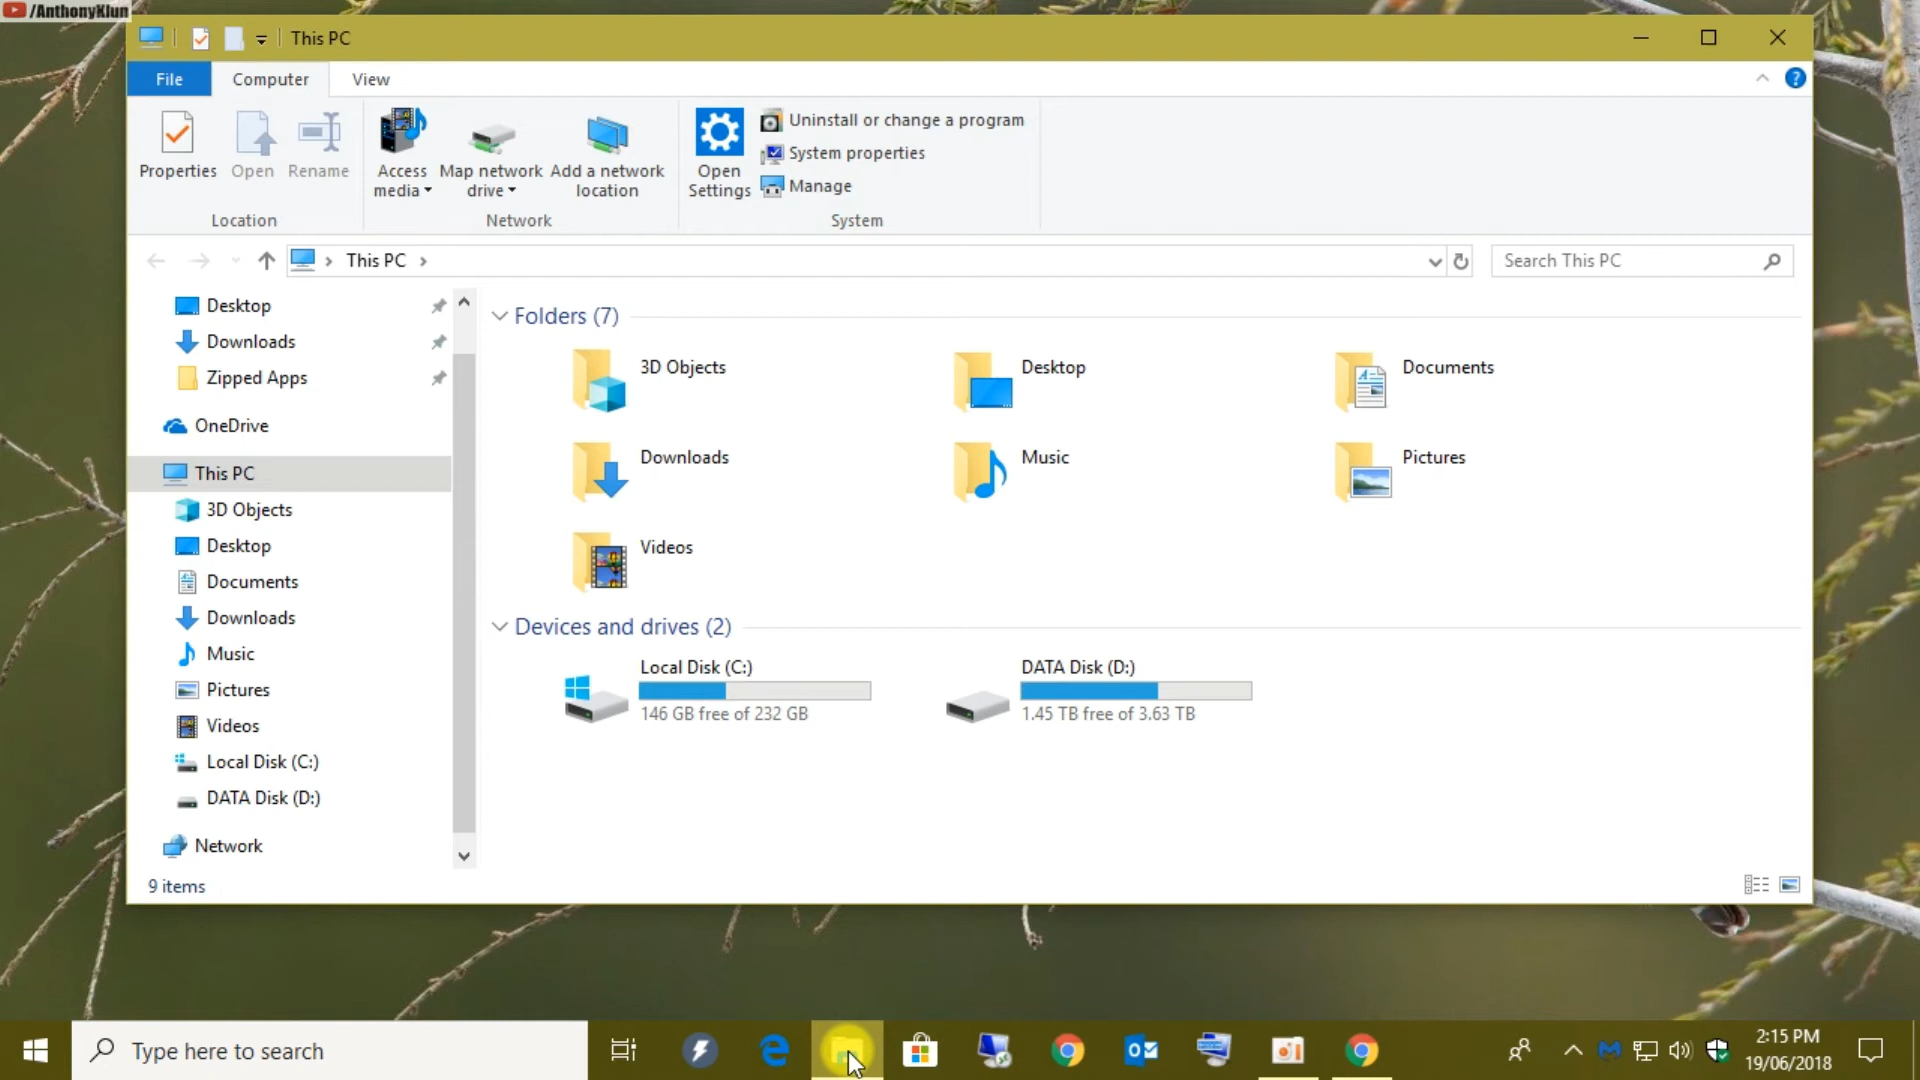 /AnthonyKlun
This PC
File
Computer
View
Properties
Open
Rename
Access media
Map network drive
Add a network location
Open Settings
Uninstall or change a program
System properties
Manage
Location
Network
System
This PC
Search This PC
Desktop
Downloads
Zipped Apps
OneDrive
This PC
3D Objects
Desktop
Documents
Downloads
Music
Pictures
Videos
Local Disk (C:)
DATA Disk (D:)
Network
Folders (7)
3D Objects
Desktop
Documents
Downloads
Music
Pictures
Videos
Devices and drives (2)
Local Disk (C:)
146 GB free of 232 GB
DATA Disk (D:)
1.45 TB free of 3.63 TB
9 items
Type here to search
2:15 PM
19/06/2018